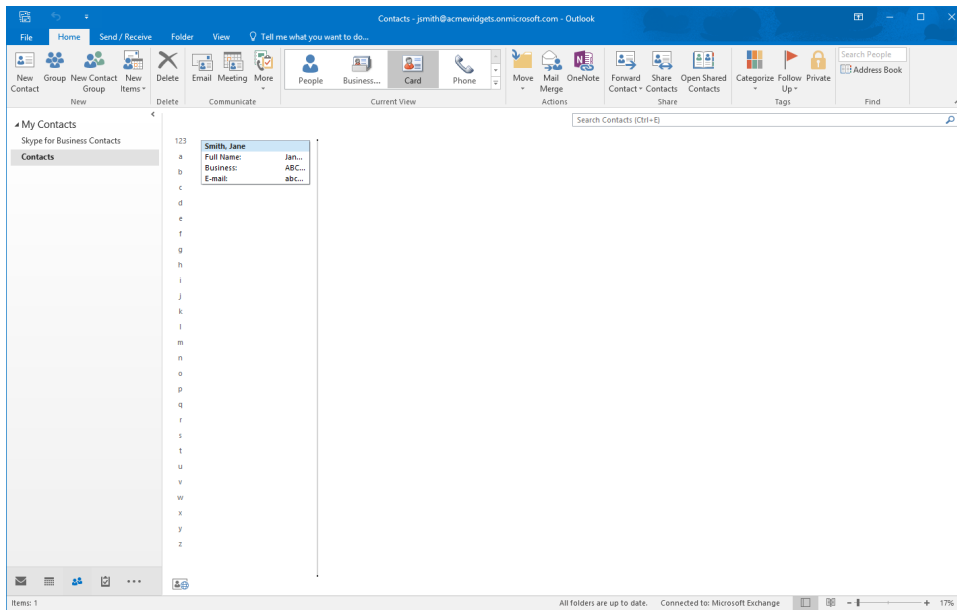 Contacts - jsmith@acmewidgets.onmicrosoft.com - Outlook
File Home Send / Receive Folder View Tell me what you want to do...
New Contact
Group
New Contact Group
New Items
Delete
Email
Meeting
More
People
Business...
Card
Phone
Move
Mail Merge
OneNote
Forward Contact
Share Contacts
Open Shared Contacts
Categorize
Follow Up
Private
Search People
Address Book
New Delete Communicate Current View Actions Share Tags Find
My Contacts
Skype for Business Contacts
Contacts
Search Contacts (Ctrl+E)
123
a
b
c
d
e
f
g
h
i
j
k
l
m
n
o
p
q
r
s
t
u
v
w
x
y
z
Smith, Jane
Full Name: Jan...
Business: ABC...
E-mail: abc...
Items: 1
All folders are up to date. Connected to: Microsoft Exchange 17%